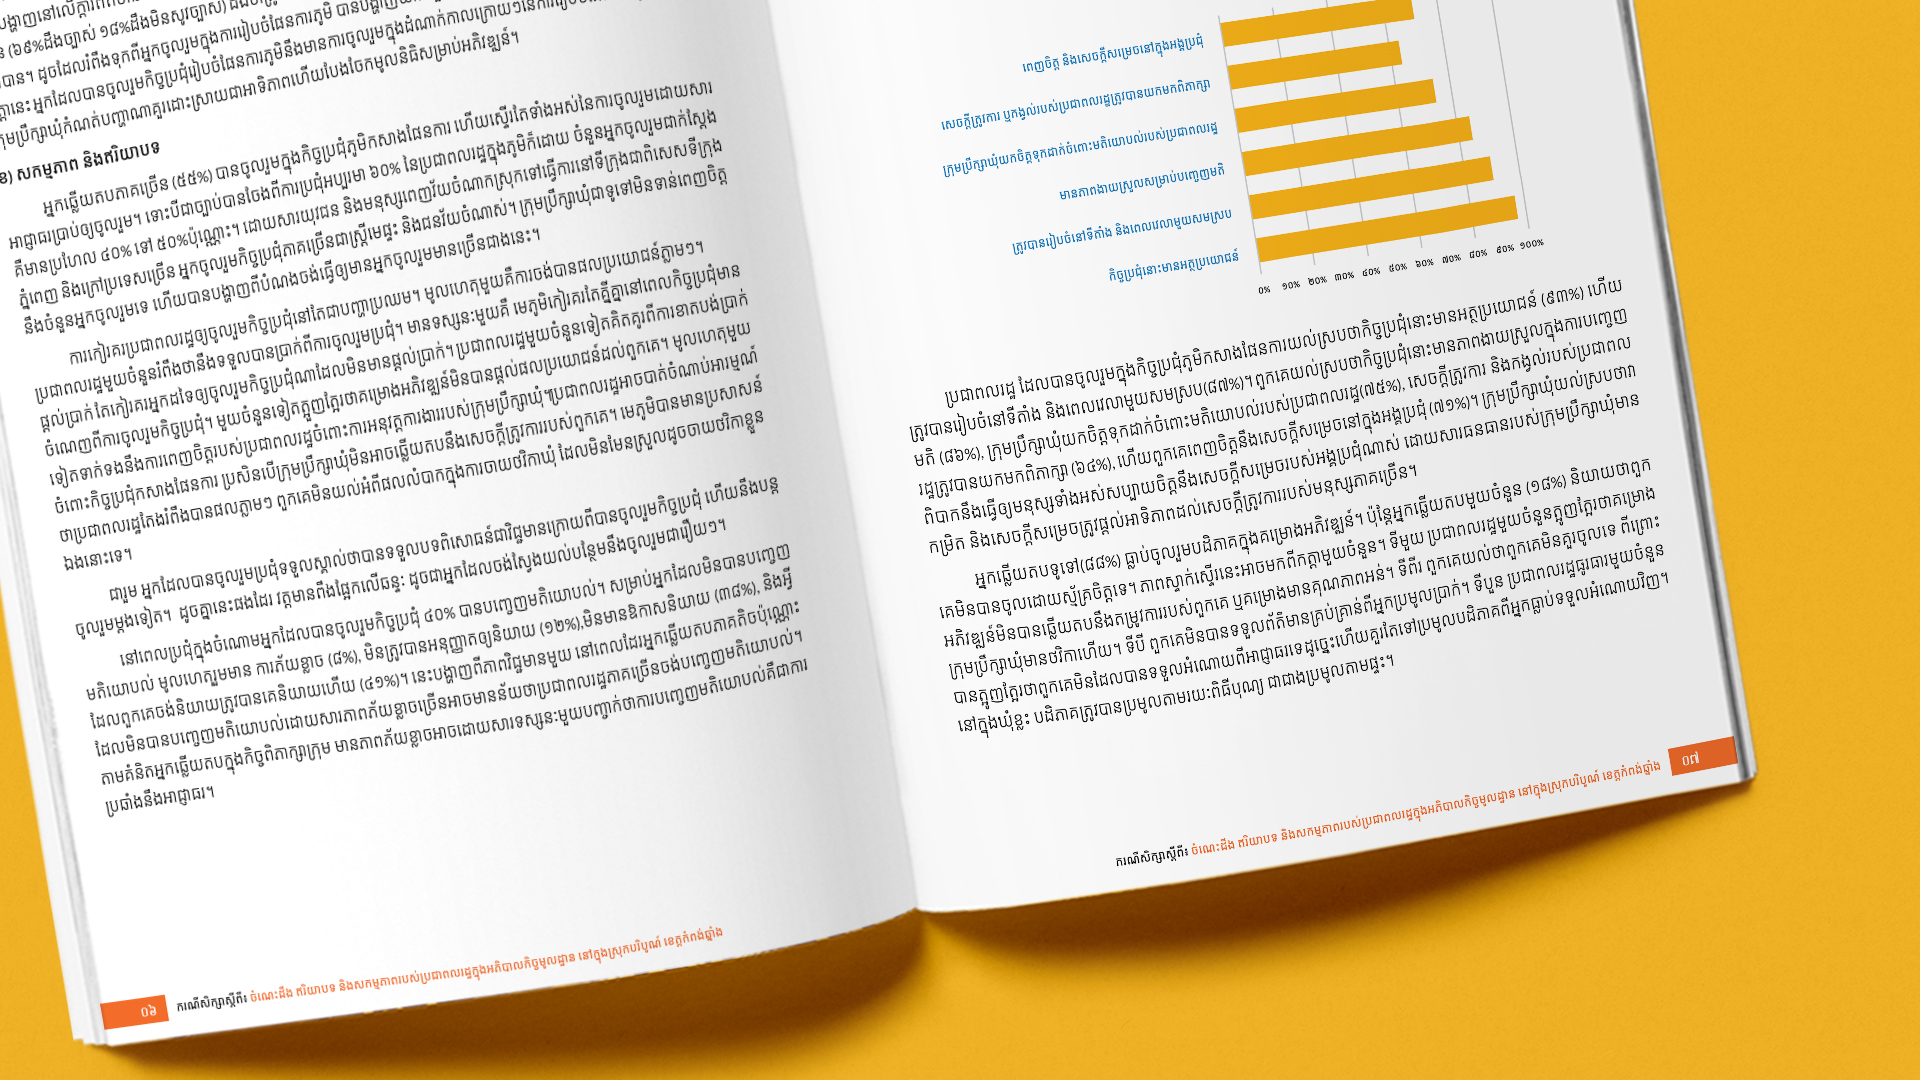 (៦៩%ដឹងច្បាស់ ១៨%ដឹងមិនសូវច្បាស់)
បាន។ ដូចដែលរំពឹងទុកពីអ្នកចូលរួមក្នុងការរៀបចំផែនការភូមិ បានបង្ហាញ
អ្នកដែលបានចូលរួមកិច្ចប្រជុំរៀបចំផែនការភូមិនឹងមានការចូលរួមក្នុងដំណាក់កាលក្រោយៗនៃការរៀបចំ
ក្រុមប្រឹក្សាឃុំកំណត់បញ្ហាណាគួរដោះស្រាយជាអាទិភាពហើយបែងចែកមូលនិធិសម្រាប់អភិវឌ្ឍន៍។
ខ) សកម្មភាព និងឥរិយាបទ
អ្នកឆ្លើយតបភាគច្រើន (៥៥%) បានចូលរួមក្នុងកិច្ចប្រជុំភូមិកសាងផែនការ ហើយស្ទើរតែទាំងអស់នៃការចូលរួមដោយសារ
អាជ្ញាធរប្រាប់ឲ្យចូលរួម។ ទោះបីជាច្បាប់បានចែងពីការប្រជុំអប្បរមា ៦០% នៃប្រជាពលរដ្ឋក្នុងភូមិក៏ដោយ ចំនួនអ្នកចូលរួមជាក់ស្តែង
គឺមានប្រហែល ៤០% ទៅ ៥០%ប៉ុណ្ណោះ។ ដោយសារយុវជន និងមនុស្សពេញវ័យចំណាកស្រុកទៅធ្វើការនៅទីក្រុងជាពិសេសទីក្រុង
ភ្នំពេញ និងក្រៅប្រទេសច្រើន អ្នកចូលរួមកិច្ចប្រជុំភាគច្រើនជាស្ត្រីមេផ្ទះ និងជនវ័យចំណាស់។ ក្រុមប្រឹក្សាឃុំជាទូទៅមិនទាន់ពេញចិត្ត
នឹងចំនួនអ្នកចូលរួមទេ ហើយបានបង្ហាញពីបំណងចង់ធ្វើឲ្យមានអ្នកចូលរួមមានច្រើនជាងនេះ។
ការកៀរគរប្រជាពលរដ្ឋឲ្យចូលរួមកិច្ចប្រជុំនៅតែជាបញ្ហាប្រឈម។ មូលហេតុមួយគឺការចង់បានផលប្រយោជន៍ភ្លាមៗ។
ប្រជាពលរដ្ឋមួយចំនួនរំពឹងថានឹងទទួលបានប្រាក់ពីការចូលរួមប្រជុំ។ មានទស្សនៈមួយគឺ មេភូមិកៀរគរតែគ្នីគ្នានៅពេលកិច្ចប្រជុំមាន
ផ្តល់ប្រាក់ តែកៀរគរអ្នកដទៃឲ្យចូលរួមកិច្ចប្រជុំណាដែលមិនមានផ្តល់ប្រាក់។ ប្រជាពលរដ្ឋមួយចំនួនទៀតគិតគូរពីការខាតបង់ប្រាក់
ចំណេញពីការចូលរួមកិច្ចប្រជុំ។ មួយចំនួនទៀតត្អូញត្អែរថាគម្រោងអភិវឌ្ឍន៍មិនបានផ្តល់ផលប្រយោជន៍ដល់ពួកគេ។ មូលហេតុមួយ
ទៀតទាក់ទងនឹងការពេញចិត្តរបស់ប្រជាពលរដ្ឋចំពោះការអនុវត្តការងាររបស់ក្រុមប្រឹក្សាឃុំ។ប្រជាពលរដ្ឋអាចបាត់ចំណាប់អារម្មណ៍
ចំពោះកិច្ចប្រជុំកសាងផែនការ ប្រសិនបើក្រុមប្រឹក្សាឃុំមិនអាចឆ្លើយតបនឹងសេចក្តីត្រូវការរបស់ពួកគេ។ មេភូមិបានមានប្រសាសន៍
ថាប្រជាពលរដ្ឋតែងរំពឹងបានផលភ្លាមៗ ពួកគេមិនយល់អំពីផលលំបាកក្នុងការចាយថវិកាឃុំ ដែលមិនមែនស្រួលដូចចាយថវិកាខ្លួន
ឯងនោះទេ។
ជារួម អ្នកដែលបានចូលរួមប្រជុំទទួលស្គាល់ថាបានទទួលបទពិសោធន៍ជាវិជ្ជមានក្រោយពីបានចូលរួមកិច្ចប្រជុំ ហើយនឹងបន្ត
ចូលរួមម្តងទៀត។ ដូចគ្នានេះផងដែរ វត្តមានពឹងផ្អែកលើឆន្ទៈ ដូចជាអ្នកដែលចង់ស្វែងយល់បន្ថែមនឹងចូលរួមជារឿយៗ។
នៅពេលប្រជុំក្នុងចំណោមអ្នកដែលបានចូលរួមកិច្ចប្រជុំ ៤០% បានបញ្ចេញមតិយោបល់។ សម្រាប់អ្នកដែលមិនបានបញ្ចេញ
មតិយោបល់ មូលហេតុរួមមាន ការភ័យខ្លាច (៨%), មិនត្រូវបានអនុញ្ញាតឲ្យនិយាយ (១២%),មិនមានឱកាសនិយាយ (៣៨%), និងអ្វី
ដែលពួកគេចង់និយាយត្រូវបានគេនិយាយហើយ (៤១%)។ នេះបង្ហាញពីភាពវិជ្ជមានមួយ នៅពេលដែរអ្នកឆ្លើយតបភាគតិចប៉ុណ្ណោះ
ដែលមិនបានបញ្ចេញមតិយោបល់ដោយសារភាពភ័យខ្លាចច្រើនអាចមានន័យថាប្រជាពលរដ្ឋភាគច្រើនចង់បញ្ចេញមតិយោបល់។
តាមគំនិតអ្នកឆ្លើយតបក្នុងកិច្ចពិភាក្សាក្រុម មានភាពភ័យខ្លាចអាចដោយសារទស្សនៈមួយបញ្ជាក់ថាការបញ្ចេញមតិយោបល់គឺជាការ
ប្រឆាំងនឹងអាជ្ញាធរ។
០៦ ករណីសិក្សាស្តីពី៖ ចំណេះដឹង ឥរិយាបទ និងសកម្មភាពរបស់ប្រជាពលរដ្ឋក្នុងអភិបាលកិច្ចមូលដ្ឋាន នៅក្នុងស្រុកបរិបូណ៌ ខេត្តកំពង់ឆ្នាំង
ពេញចិត្ត និងសេចក្តីសម្រេចនៅក្នុងអង្គប្រជុំ
សេចក្តីត្រូវការ ឬកង្វល់របស់ប្រជាពលរដ្ឋត្រូវបានយកមកពិភាក្សា
ក្រុមប្រឹក្សាឃុំយកចិត្តទុកដាក់ចំពោះមតិយោបល់របស់ប្រជាពលរដ្ឋ
មានភាពងាយស្រួលសម្រាប់បញ្ចេញមតិ
ត្រូវបានរៀបចំនៅទីតាំង និងពេលវេលាមួយសមស្រប
កិច្ចប្រជុំនោះមានអត្ថប្រយោជន៍
០% ១០% ២០% ៣០% ៤០% ៥០% ៦០% ៧០% ៨០% ៩០% ១០០%
ប្រជាពលរដ្ឋ ដែលបានចូលរួមក្នុងកិច្ចប្រជុំភូមិកសាងផែនការយល់ស្របថាកិច្ចប្រជុំនោះមានអត្ថប្រយោជន៍ (៩៣%) ហើយ
ត្រូវបានរៀបចំនៅទីតាំង និងពេលវេលាមួយសមស្រប(៨៧%)។ ពួកគេយល់ស្របថាកិច្ចប្រជុំនោះមានភាពងាយស្រួលក្នុងការបញ្ចេញ
មតិ (៨៦%), ក្រុមប្រឹក្សាឃុំយកចិត្តទុកដាក់ចំពោះមតិយោបល់របស់ប្រជាពលរដ្ឋ(៧៥%), សេចក្តីត្រូវការ និងកង្វល់របស់ប្រជាពល
រដ្ឋត្រូវបានយកមកពិភាក្សា (៦៤%), ហើយពួកគេពេញចិត្តនឹងសេចក្តីសម្រេចនៅក្នុងអង្គប្រជុំ (៧១%)។ ក្រុមប្រឹក្សាឃុំយល់ស្របថាវា
ពិបាកនឹងធ្វើឲ្យមនុស្សទាំងអស់សប្បាយចិត្តនឹងសេចក្តីសម្រេចរបស់អង្គប្រជុំណាស់ ដោយសារធនធានរបស់ក្រុមប្រឹក្សាឃុំមាន
កម្រិត និងសេចក្តីសម្រេចត្រូវផ្តល់អាទិភាពដល់សេចក្តីត្រូវការរបស់មនុស្សភាគច្រើន។
អ្នកឆ្លើយតបទូទៅ(៨៨%) ធ្លាប់ចូលរួមបដិភាគក្នុងគម្រោងអភិវឌ្ឍន៍។ ប៉ុន្តែអ្នកឆ្លើយតបមួយចំនួន (១៨%) និយាយថាពួក
គេមិនបានចូលដោយស្ម័គ្រចិត្តទេ។ ភាពស្ទាក់ស្ទើរនេះអាចមកពីកត្តាមួយចំនួន។ ទីមួយ ប្រជាពលរដ្ឋមួយចំនួនត្អូញត្អែរថាគម្រោង
អភិវឌ្ឍន៍មិនបានឆ្លើយតបនឹងតម្រូវការរបស់ពួកគេ ឬគម្រោងមានគុណភាពអន់។ ទីពីរ ពួកគេយល់ថាពួកគេមិនគួរចូលទេ ពីព្រោះ
ក្រុមប្រឹក្សាឃុំមានថវិកាហើយ។ ទីបី ពួកគេមិនបានទទួលព័ត៌មានគ្រប់គ្រាន់ពីអ្នកប្រមូលប្រាក់។ ទីបួន ប្រជាពលរដ្ឋធូរធារមួយចំនួន
បានត្អូញត្អែរថាពួកគេមិនដែលបានទទួលអំណោយពីអាជ្ញាធរទេដូច្នេះហើយគួរតែទៅប្រមូលបដិភាគពីអ្នកធ្លាប់ទទួលអំណោយវិញ។
នៅក្នុងឃុំខ្លះ បដិភាគត្រូវបានប្រមូលតាមរយៈពិធីបុណ្យ ជាជាងប្រមូលតាមផ្ទះ។
ករណីសិក្សាស្តីពី៖ ចំណេះដឹង ឥរិយាបទ និងសកម្មភាពរបស់ប្រជាពលរដ្ឋក្នុងអភិបាលកិច្ចមូលដ្ឋាន នៅក្នុងស្រុកបរិបូណ៌ ខេត្តកំពង់ឆ្នាំង ០៧